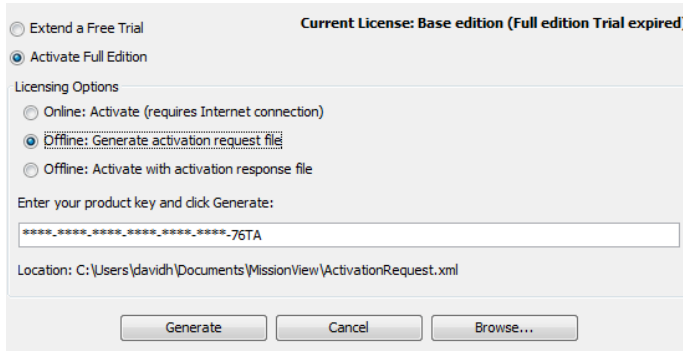 Extend a Free Trial
Current License: Base edition (Full edition Trial expired)
Activate Full Edition
Licensing Options
Online: Activate (requires Internet connection)
Offline: Generate activation request file
Offline: Activate with activation response file
Enter your product key and click Generate:
****-****-****-****-****-****-76TA
Location: C:\Users\davidh\Documents\MissionView\ActivationRequest.xml
Generate
Cancel
Browse...